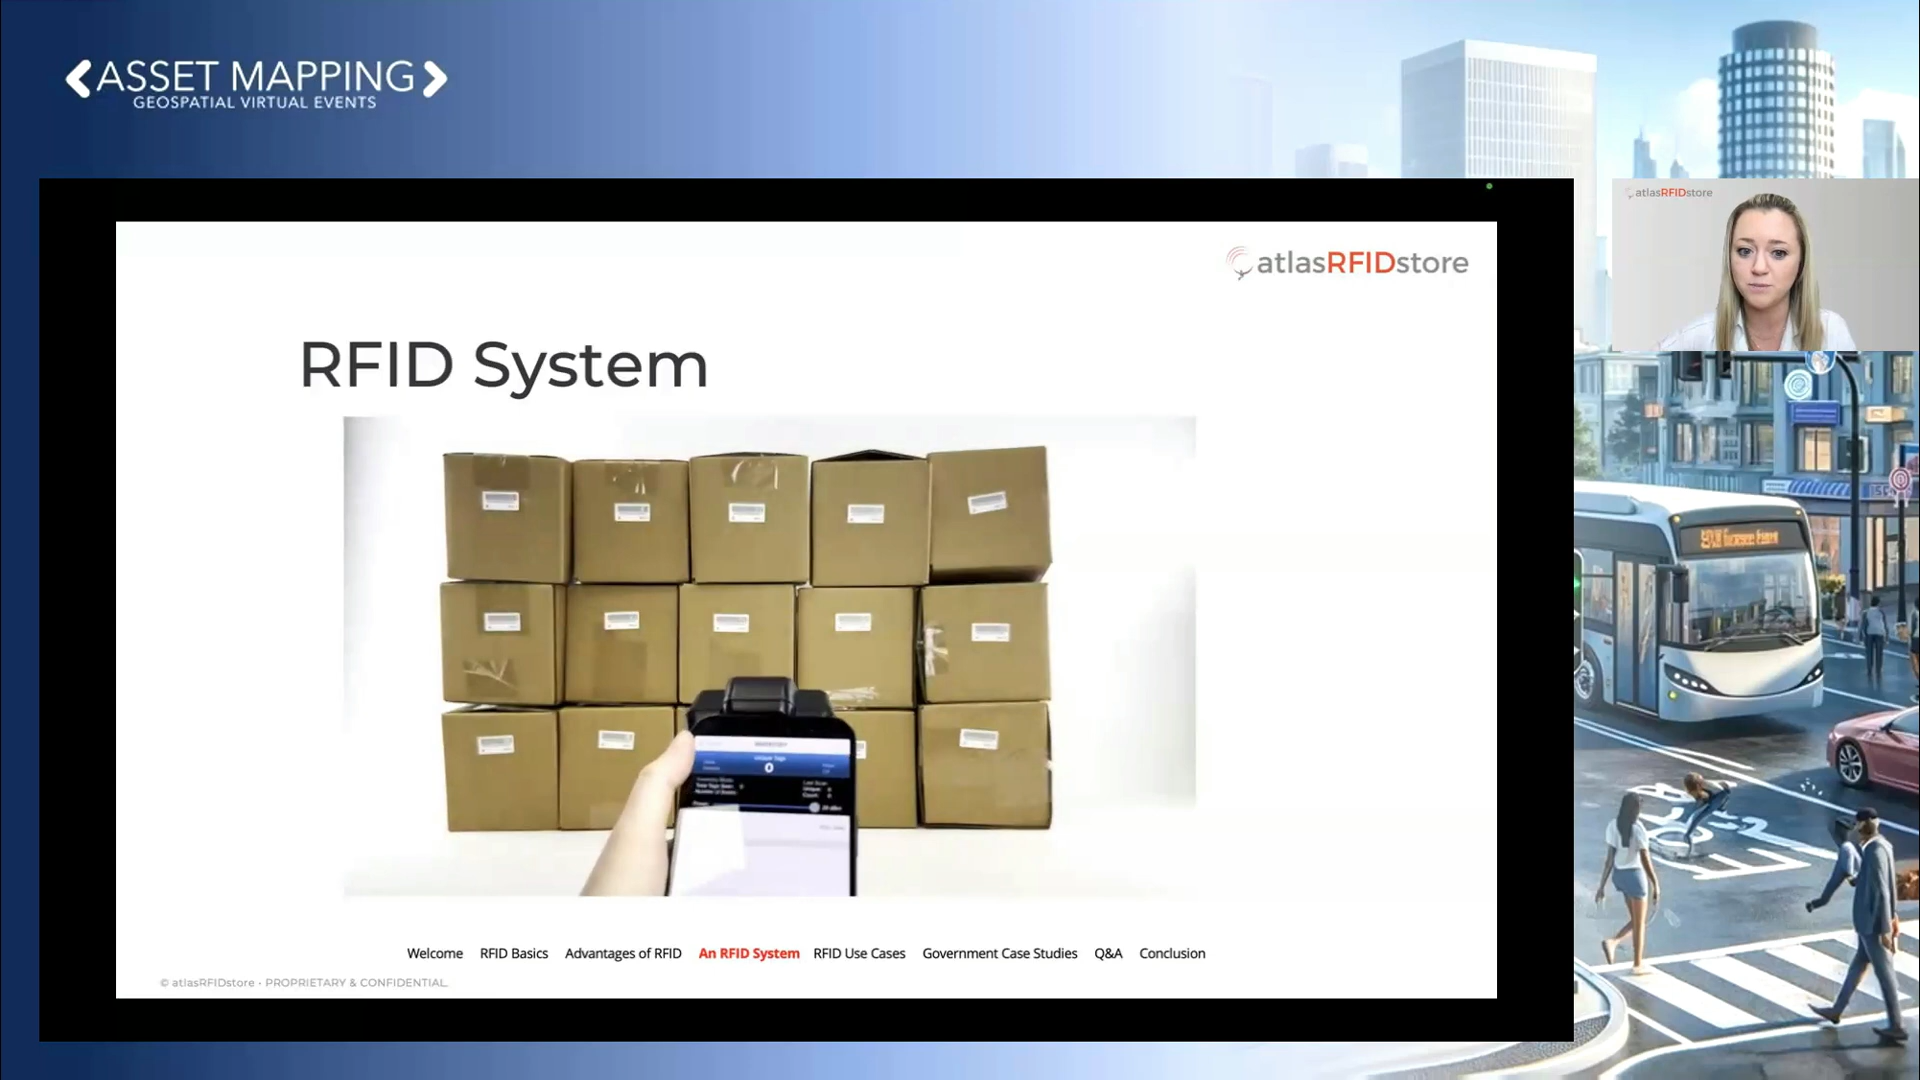 ASSET MAPPING
GEOSPATIAL VIRTUAL EVENTS
atlasRFIDstore
atlasRFIDstore
RFID System
0
Welcome RFID Basics Advantages of RFID An RFID System RFID Use Cases Government Case Studies Q&A Conclusion
© atlasRFIDstore - PROPRIETARY & CONFIDENTIAL.